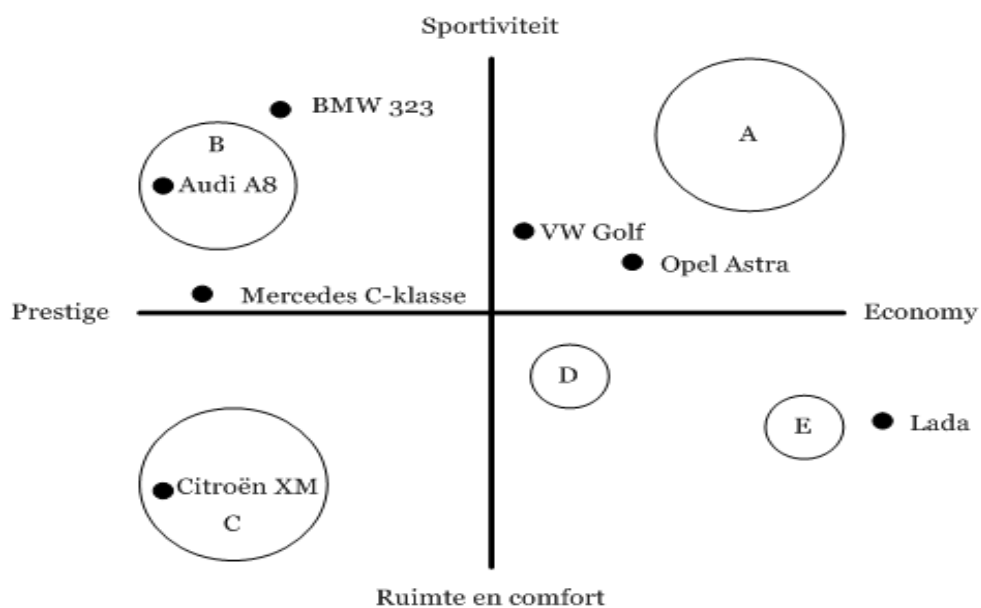 Sportiviteit
BMW 323
A
B
Audi A8
VW Golf
Opel Astra
Mercedes C-klasse
Prestige
Economy
D
E
Lada
Citroën XM
C
Ruimte en comfort